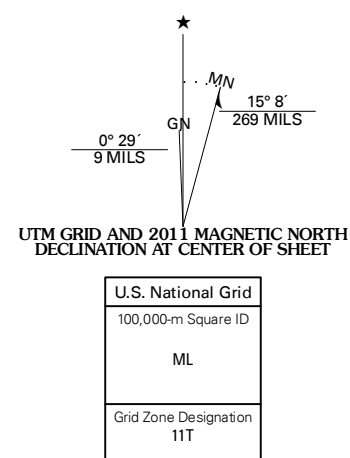 ★
MN
15° 8´
269 MILS
GN
0° 29´
9 MILS
UTM GRID AND 2011 MAGNETIC NORTH
DECLINATION AT CENTER OF SHEET
U.S. National Grid
100,000-m Square ID
ML
Grid Zone Designation
11T